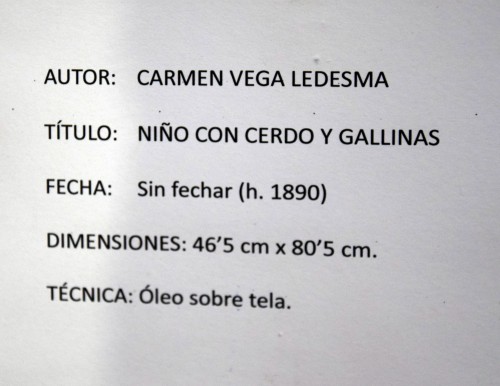 AUTOR: CARMEN VEGA LEDESMA
TÍTULO: NIÑO CON CERDO Y GALLINAS
FECHA: Sin fechar (h. 1890)
DIMENSIONES: 46’5 cm x 80’5 cm.
TÉCNICA: Óleo sobre tela.